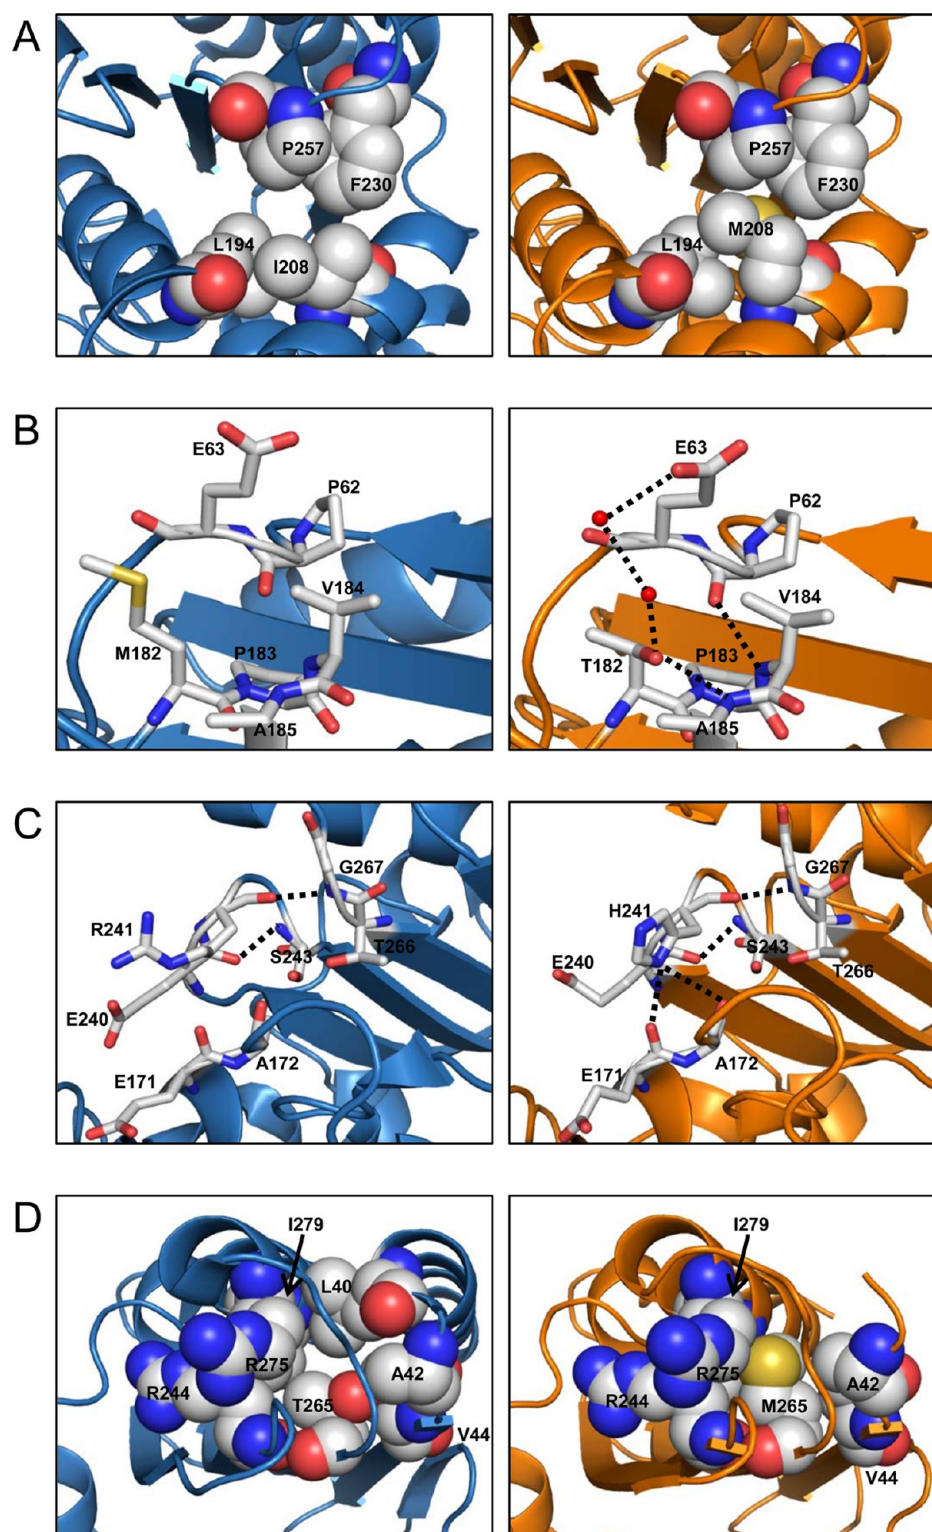 A
P257
F230
L194
I208
P257
F230
M208
L194
B
E63
P62
V184
M182
P183
A185
E63
P62
V184
T182
P183
A185
C
G267
R241
S243
T266
E240
E171
A172
G267
H241
S243
T266
E240
E171
A172
D
I279
L40
R275
A42
R244
T265
V44
I279
R275
A42
R244
M265
V44